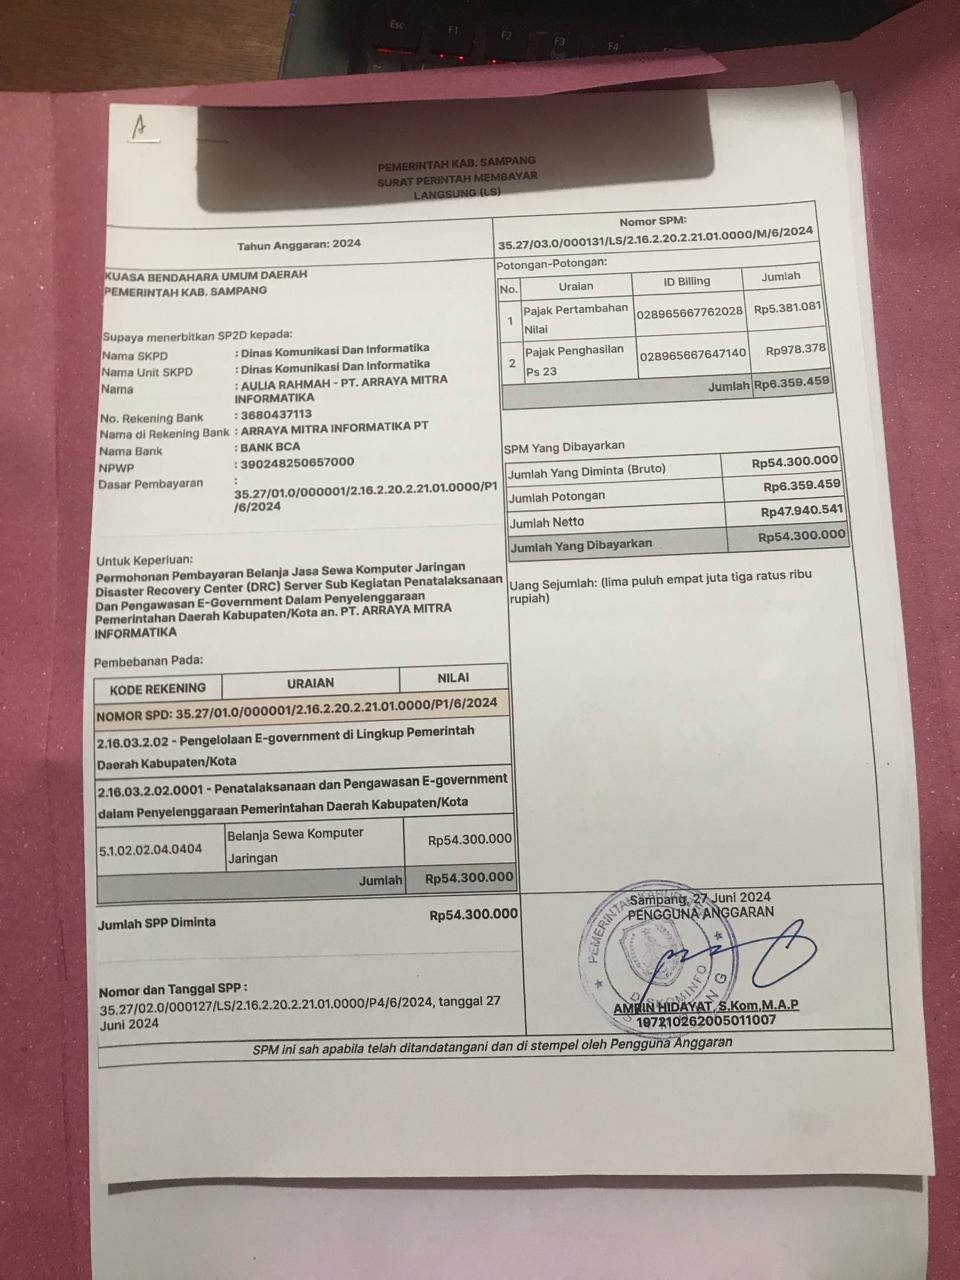 Esc
F1
F2
F3
F4
A
PEMERINTAH KAB. SAMPANG
SURAT PERINTAH MEMBAYAR
LANGSUNG (LS)
Tahun Anggaran: 2024
Nomor SPM:
35.27/03.0/000131/LS/2.16.2.20.2.21.01.0000/M/6/2024
KUASA BENDAHARA UMUM DAERAH
PEMERINTAH KAB. SAMPANG
Supaya menerbitkan SP2D kepada:
Nama SKPD : Dinas Komunikasi Dan Informatika
Nama Unit SKPD : Dinas Komunikasi Dan Informatika
Nama : AULIA RAHMAH - PT. ARRAYA MITRA
INFORMATIKA
No. Rekening Bank : 3680437113
Nama di Rekening Bank : ARRAYA MITRA INFORMATIKA PT
Nama Bank : BANK BCA
NPWP : 390248250657000
Dasar Pembayaran :
35.27/01.0/000001/2.16.2.20.2.21.01.0000/P1
/6/2024
Untuk Keperluan:
Permohonan Pembayaran Belanja Jasa Sewa Komputer Jaringan
Disaster Recovery Center (DRC) Server Sub Kegiatan Penatalaksanaan
Dan Pengawasan E-Government Dalam Penyelenggaraan
Pemerintahan Daerah Kabupaten/Kota an. PT. ARRAYA MITRA
INFORMATIKA
Pembebanan Pada:
KODE REKENING URAIAN NILAI
NOMOR SPD: 35.27/01.0/000001/2.16.2.20.2.21.01.0000/P1/6/2024
2.16.03.2.02 - Pengelolaan E-government di Lingkup Pemerintah
Daerah Kabupaten/Kota
2.16.03.2.02.0001 - Penatalaksanaan dan Pengawasan E-government
dalam Penyelenggaraan Pemerintahan Daerah Kabupaten/Kota
5.1.02.02.04.0404 Belanja Sewa Komputer Jaringan Rp54.300.000
Jumlah Rp54.300.000
Jumlah SPP Diminta Rp54.300.000
Nomor dan Tanggal SPP :
35.27/02.0/000127/LS/2.16.2.20.2.21.01.0000/P4/6/2024, tanggal 27
Juni 2024
Potongan-Potongan:
No. Uraian ID Billing Jumlah
1 Pajak Pertambahan Nilai 028965667762028 Rp5.381.081
2 Pajak Penghasilan Ps 23 028965667647140 Rp978.378
Jumlah Rp6.359.459
SPM Yang Dibayarkan
Jumlah Yang Diminta (Bruto) Rp54.300.000
Jumlah Potongan Rp6.359.459
Jumlah Netto Rp47.940.541
Jumlah Yang Dibayarkan Rp54.300.000
Uang Sejumlah: (lima puluh empat juta tiga ratus ribu
rupiah)
Sampang, 27 Juni 2024
PENGGUNA ANGGARAN
PEMERINTAH KABUPATEN
DISKOMINFO
SAMPANG
AMRIN HIDAYAT, S.Kom,M.A.P
197210262005011007
SPM ini sah apabila telah ditandatangani dan di stempel oleh Pengguna Anggaran